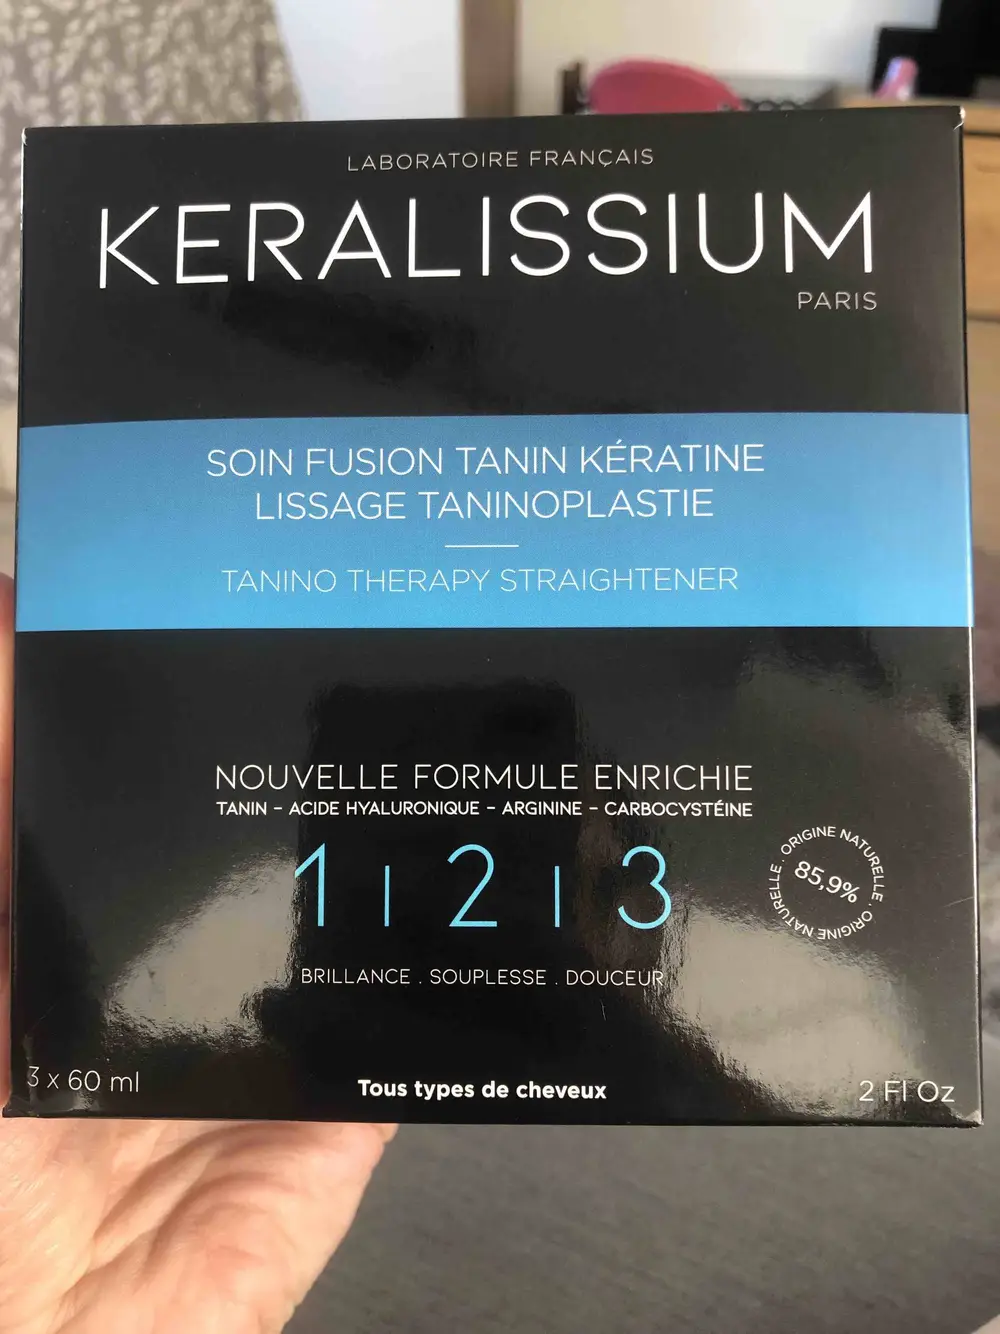 LABORATOIRE FRANÇAIS
KERALISSIUM
PARIS
SOIN FUSION TANIN KÉRATINE
LISSAGE TANINOPLASTIE
TANINO THERAPY STRAIGHTENER
NOUVELLE FORMULE ENRICHIE
TANIN - ACIDE HYALURONIQUE - ARGININE - CARBOCYSTÉINE
1 | 2 | 3
ORIGINE NATURELLE . ORIGINE NATURELLE .
85,9%
BRILLANCE . SOUPLESSE . DOUCEUR
3 x 60 ml
Tous types de cheveux
2 Fl Oz